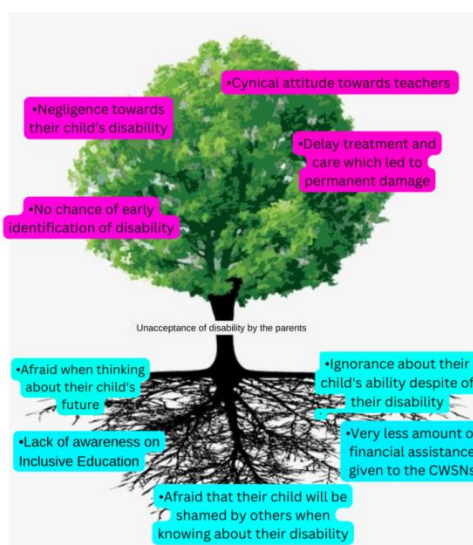 •Cynical attitude towards teachers
•Negligence towards
their child's disability
•Delay treatment and
care which led to
permanent damage
•No chance of early
identification of disability
Unacceptance of disability by the parents
•Afraid when thinking
about their child's
future
•Ignorance about their
child's ability despite of
their disability
•Lack of awareness on
Inclusive Education
•Very less amount o
financial assistance
given to the CWSNs
•Afraid that their child will be
shamed by others when
knowing about their disability